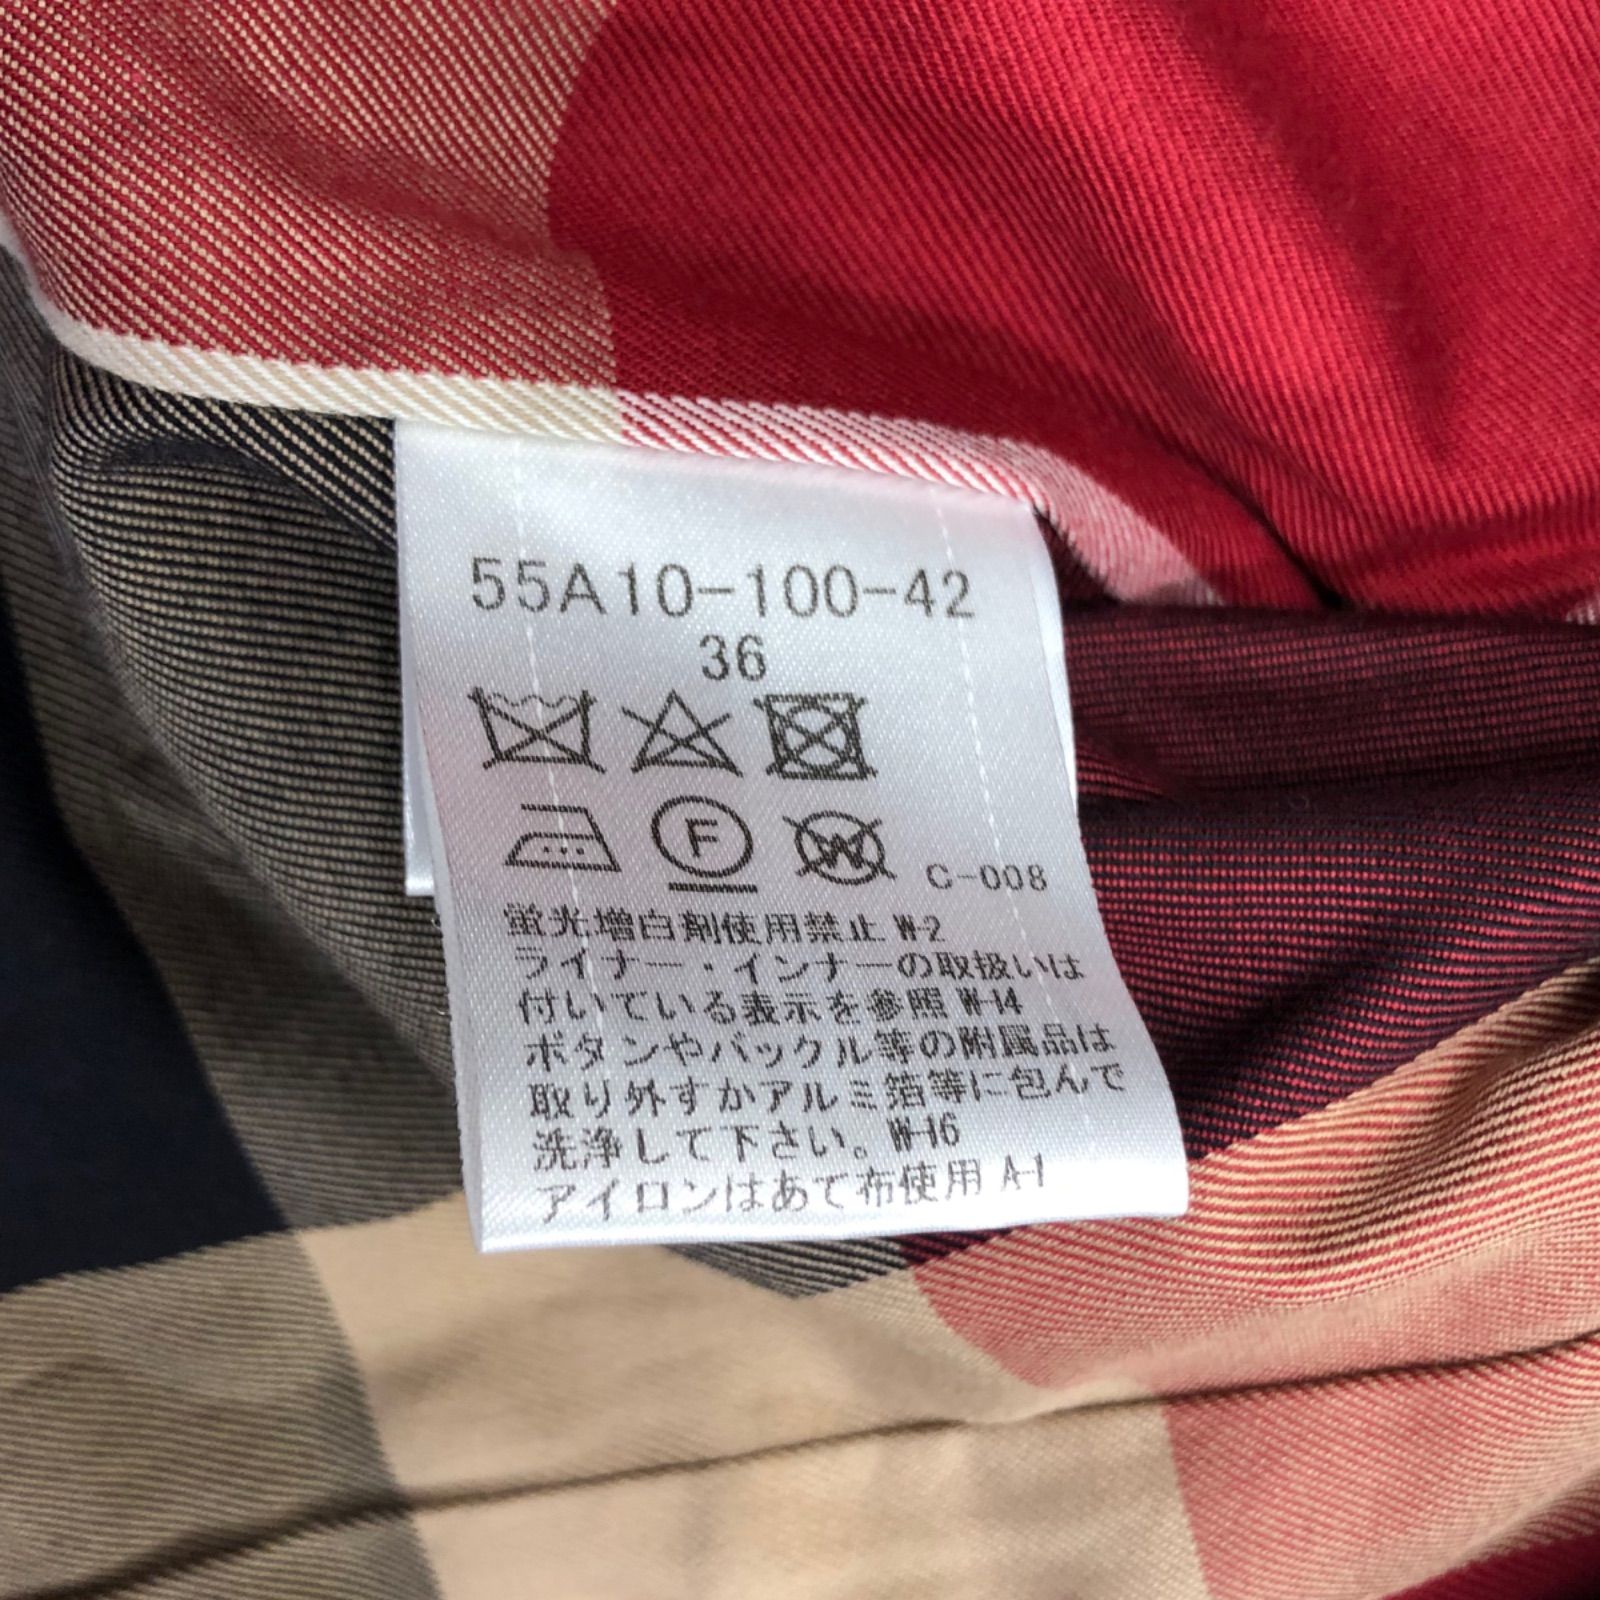 55A10-100-42
36
F W C-008
蛍光増白剤使用禁止 W-2
ライナー・インナーの取扱いは
付いている表示を参照 W-14
ボタンやバックル等の附属品は
取り外すかアルミ箔等に包んで
洗浄して下さい。W-16
アイロンはあて布使用 A-1